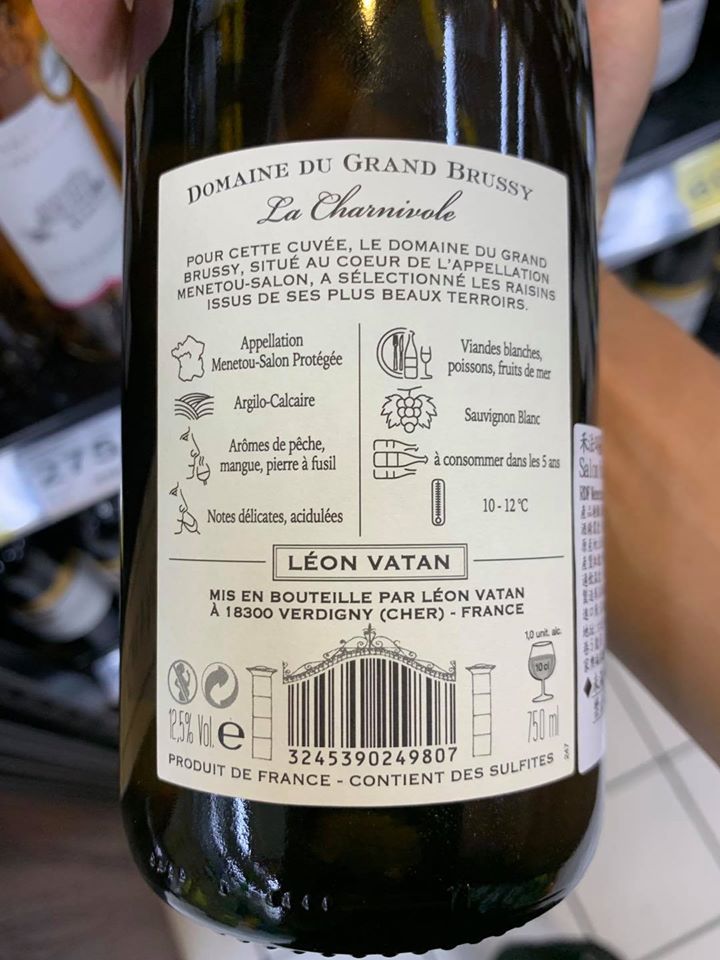 DOMAINE DU GRAND BRUSSY
La Charnivole
POUR CETTE CUVÉE, LE DOMAINE DU GRAND
BRUSSY, SITUÉ AU COEUR DE L'APPELLATION
MENETOU-SALON, A SÉLECTIONNÉ LES RAISINS
ISSUS DE SES PLUS BEAUX TERROIRS.
Appellation
Menetou-Salon Protégée
Argilo-Calcaire
Arômes de pêche,
mangue, pierre à fusil
Notes délicates, acidulées
Viandes blanches,
poissons, fruits de mer
Sauvignon Blanc
à consommer dans les 5 ans
10 - 12 °C
LÉON VATAN
MIS EN BOUTEILLE PAR LÉON VATAN
À 18300 VERDIGNY (CHER) - FRANCE
1,0 unit. alc.
10 cl
12,5% Vol. e
750 ml
3245390249807
PRODUIT DE FRANCE - CONTIENT DES SULFITES
247
275